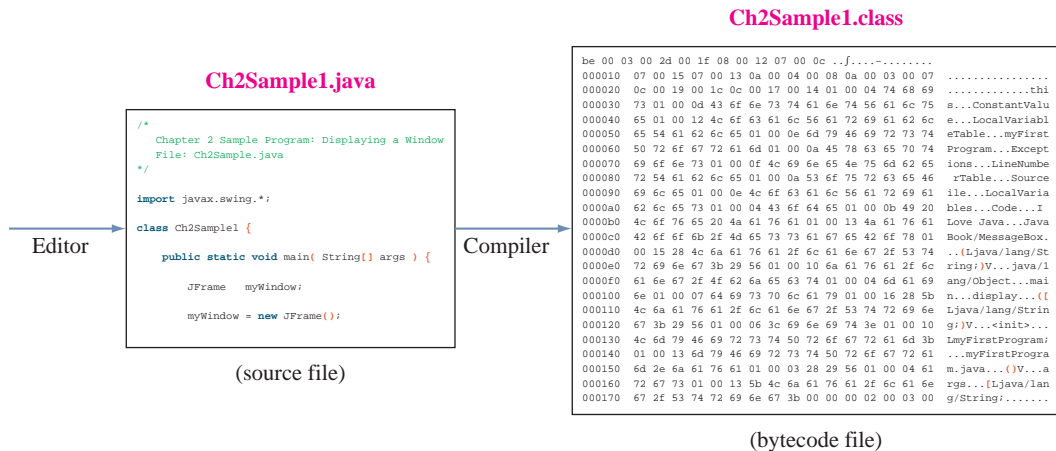 Ch2Sample1.class
Ch2Sample1.java
Editor
/*
Chapter 2 Sample Program: Displaying a Window
File: Ch2Sample.java
*/
import javax.swing.*;
class Ch2Samplel {
public static void main( String[] args ) {
JFrame   myWindow;
myWindow = new JFrame();
(source file)
Compiler
be 00 03 00 2d 00 1f 08 00 12 07 00 0c ..∫....-........
000010 07 00 15 07 00 13 0a 00 04 00 08 0a 00 03 00 07 ................
000020 0c 00 19 00 1c 0c 00 17 00 14 01 00 04 74 68 69 .............thi
000030 73 01 00 0d 43 6f 6e 73 74 61 6e 74 56 61 6c 75 s...ConstantValu
000040 65 01 00 12 4c 6f 63 61 6c 56 61 72 69 61 62 6c e...LocalVariabl
000050 65 54 61 62 6c 65 01 00 0e 6d 79 46 69 72 73 74 eTable...myFirst
000060 50 72 6f 67 72 61 6d 01 00 0a 45 78 63 65 70 74 Program...Except
000070 69 6f 6e 73 01 00 0f 4c 69 6e 65 4e 75 6d 62 65 ions...LineNumbe
000080 72 54 61 62 6c 65 01 00 0a 53 6f 75 72 63 65 46 rTable...Source
000090 69 6c 65 01 00 0e 4c 6f 63 61 6c 56 61 72 69 61 ile...LocalVaria
0000a0 62 6c 65 73 01 00 04 43 6f 64 65 01 00 0b 49 20 bles...Code...I
0000b0 4c 6f 76 65 20 4a 61 76 61 01 00 13 4a 61 76 61 Love Java...Java
0000c0 42 6f 6f 6b 2f 4d 65 73 73 61 67 65 42 6f 78 01 Book/MessageBox.
0000d0 00 15 28 4c 6a 61 76 61 2f 6c 61 6e 67 2f 53 74 ..(Ljava/lang/St
0000e0 72 69 6e 67 3b 29 56 01 00 10 6a 61 76 61 2f 6c ring;)V...java/l
0000f0 61 6e 67 2f 4f 62 6a 65 63 74 01 00 04 6d 61 69 ang/Object...mai
000100 6e 01 00 07 64 69 73 70 6c 61 79 01 00 16 28 5b n...display...([
000110 4c 6a 61 76 61 2f 6c 61 6e 67 2f 53 74 72 69 6e Ljava/lang/Strin
000120 67 3b 29 56 01 00 06 3c 69 6e 69 74 3e 01 00 10 g;)V...<init>...
000130 4c 6d 79 46 69 72 73 74 50 72 6f 67 72 61 6d 3b LmyFirstProgram;
000140 01 00 13 6d 79 46 69 72 73 74 50 72 6f 67 72 61 ...myFirstProgra
000150 6d 2e 6a 61 76 61 01 00 03 28 29 56 01 00 04 61 m.java...()V...a
000160 72 67 73 01 00 13 5b 4c 6a 61 76 61 2f 6c 61 6e rgs...[Ljava/lan
000170 67 2f 53 74 72 69 6e 67 3b 00 00 00 02 00 03 00 g/String;.......
(bytecode file)